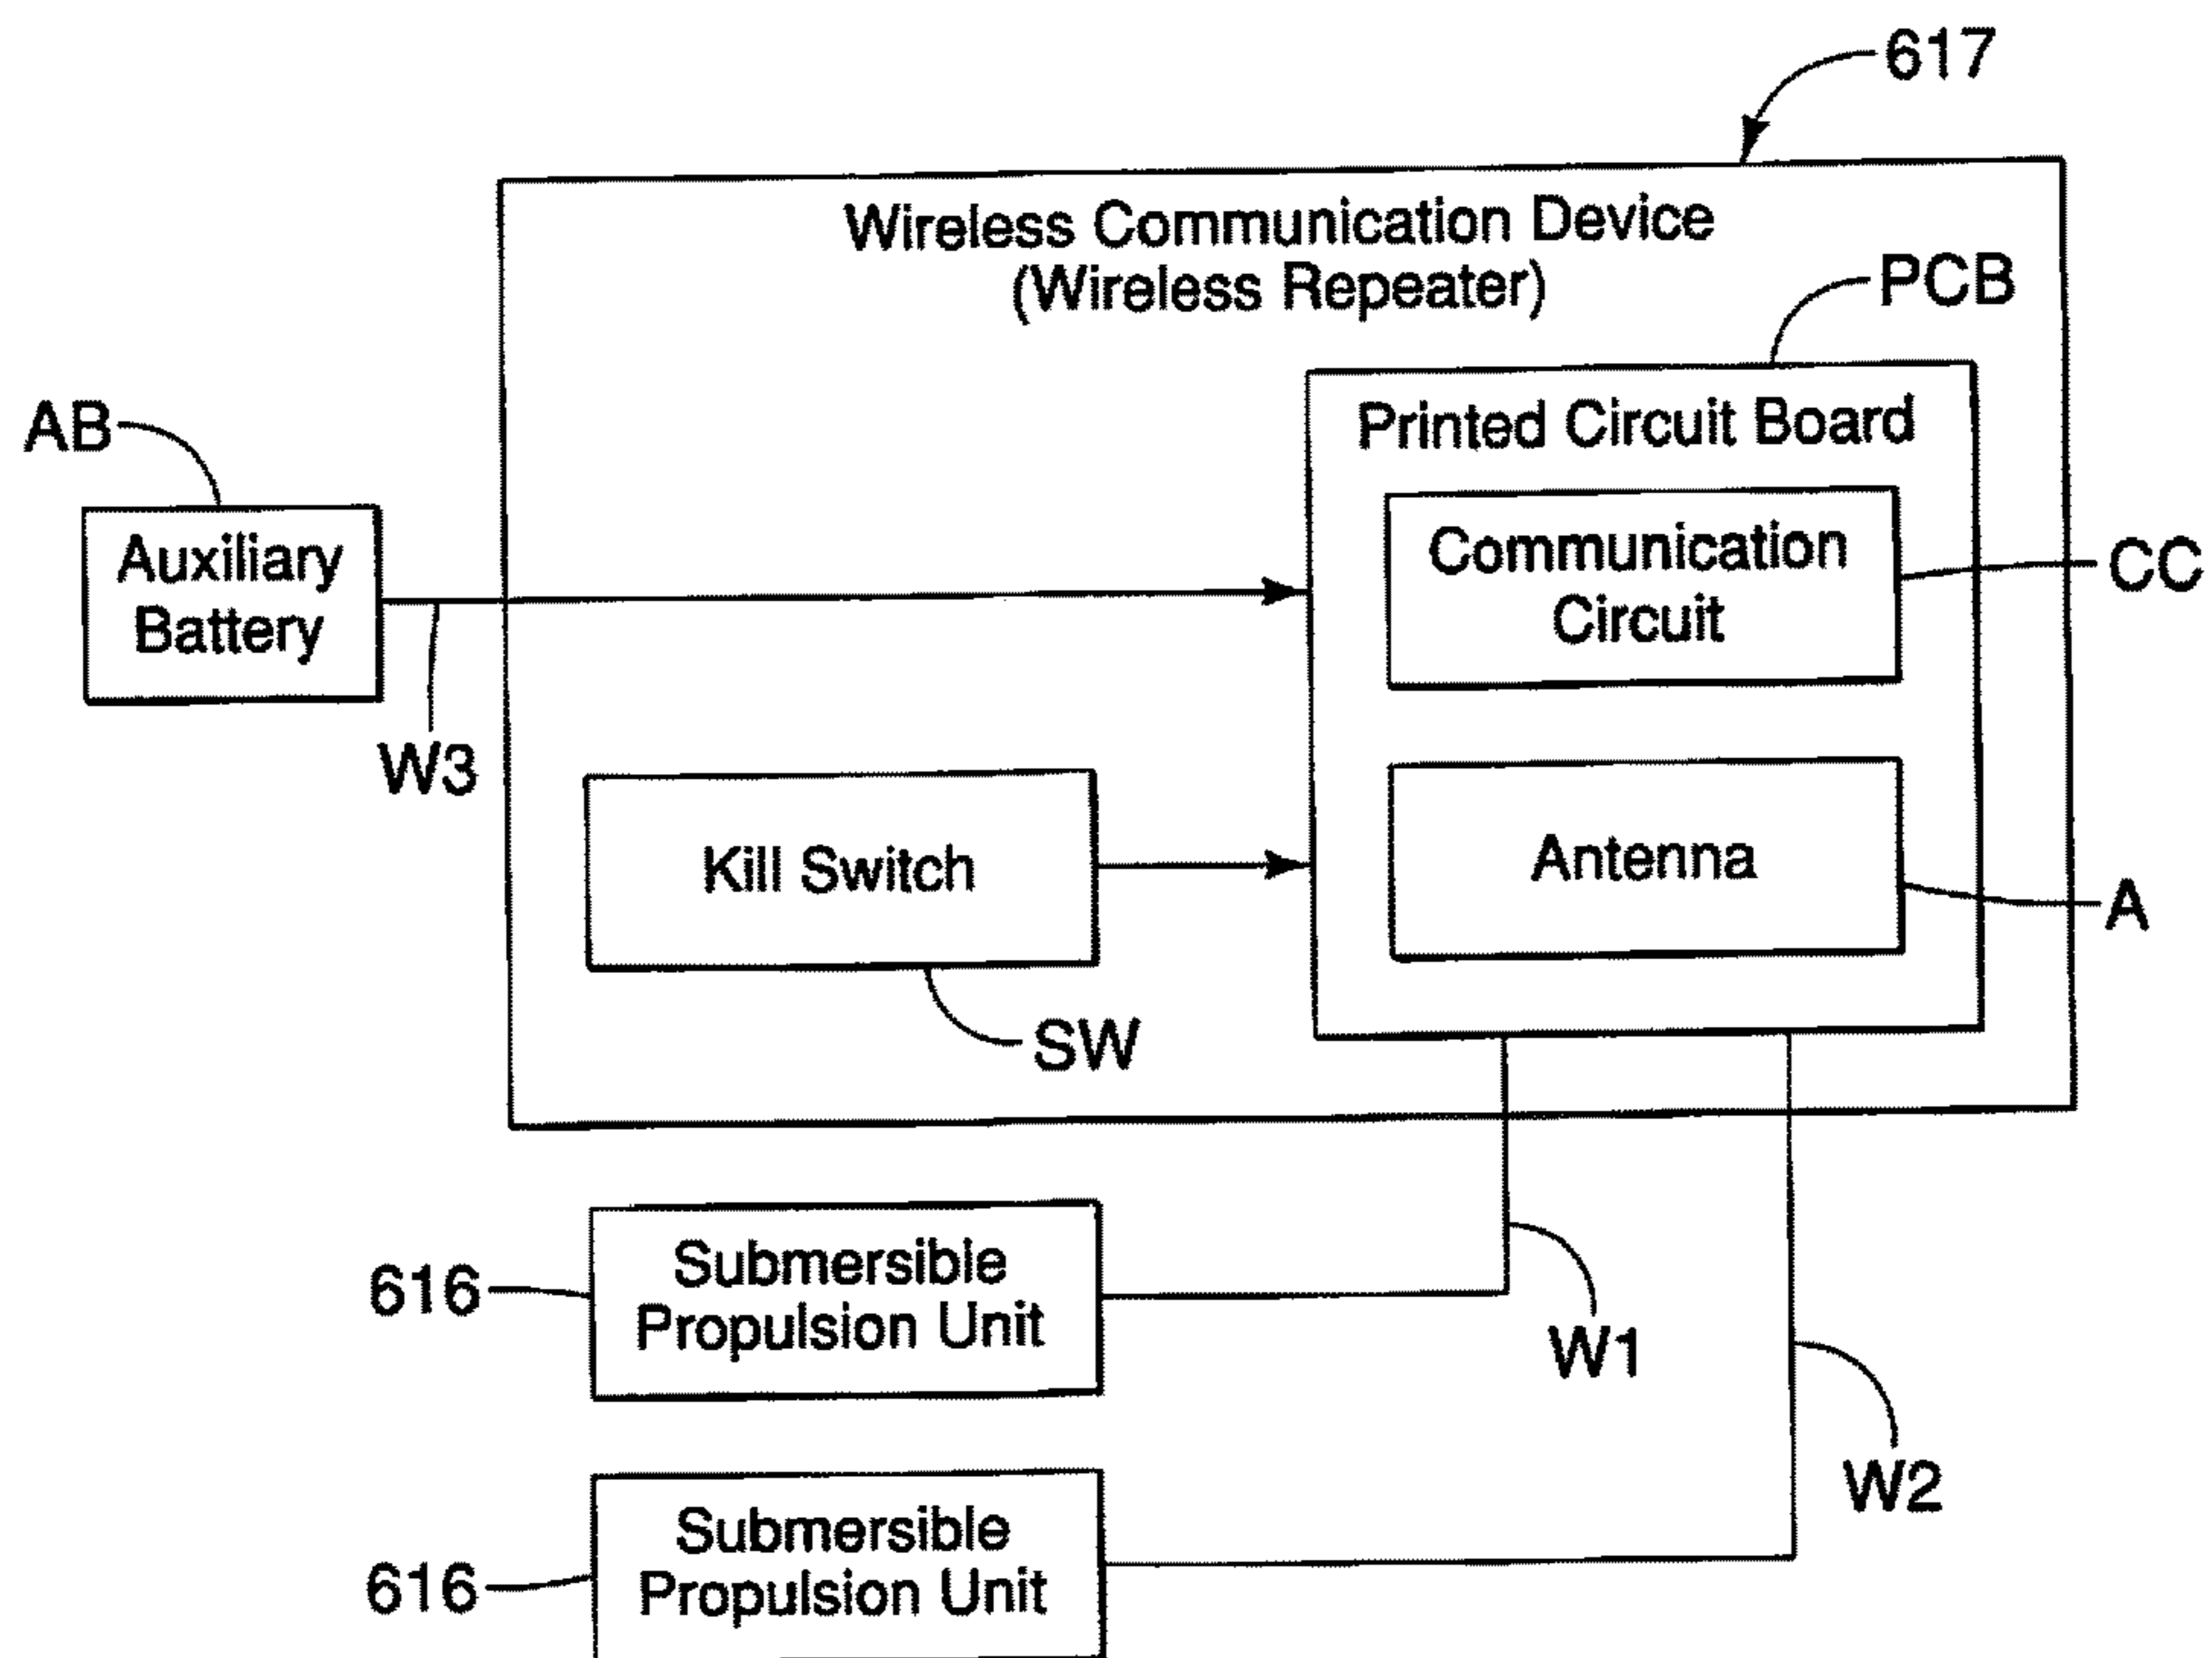 617
Wireless Communication Device
(Wireless Repeater)
PCB
AB
Printed Circuit Board
Auxiliary
Battery
Communication
Circuit
CC
W3
Kill Switch
Antenna
A
SW
Submersible
Propulsion Unit
616
W1
W2
Submersible
Propulsion Unit
616